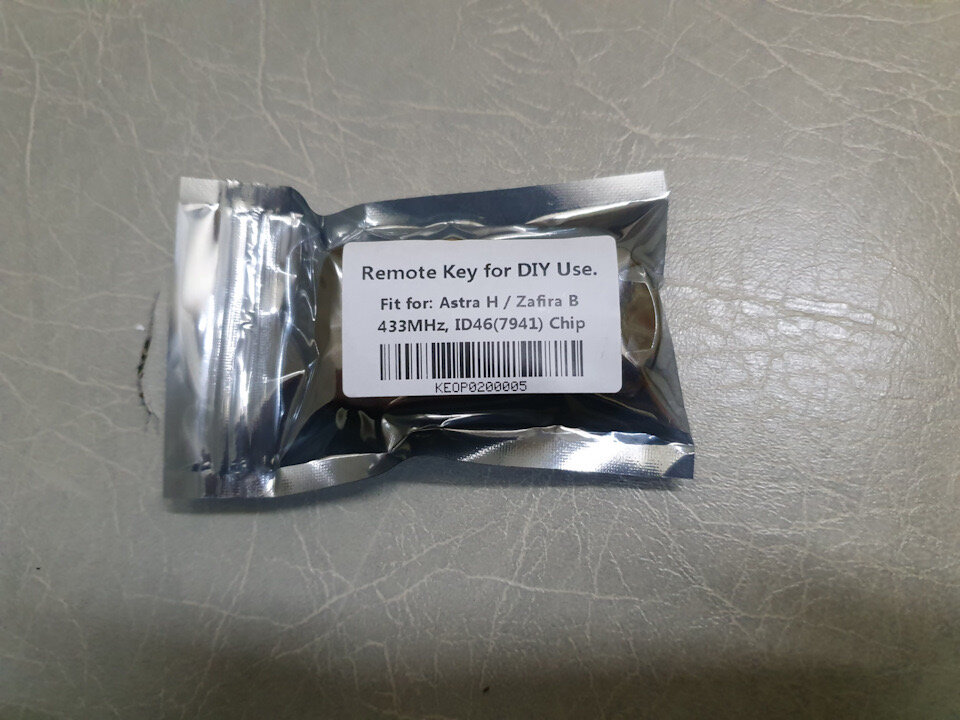 Remote Key for DIY Use.
Fit for: Astra H / Zafira B
433MHz, ID46(7941) Chip
KEOP0200005